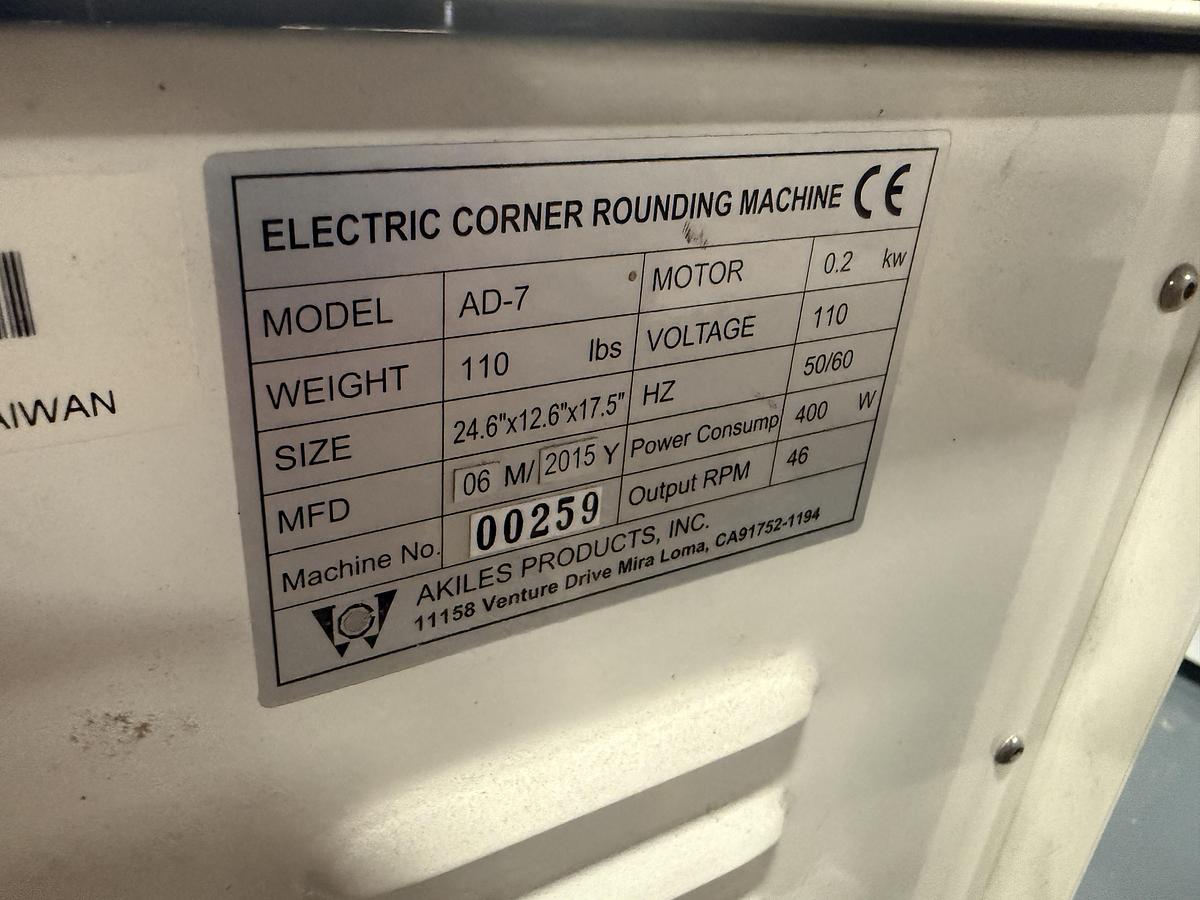 ELECTRIC CORNER ROUNDING MACHINE CE
MODEL AD-7 MOTOR 0.2 kw
WEIGHT 110 lbs VOLTAGE 110
SIZE 24.6"x12.6"x17.5" HZ 50/60
MFD 06 M/ 2015 Y Power Consump 400 W
Machine No. 00259 Output RPM 46
AKILES PRODUCTS, INC.
11158 Venture Drive Mira Loma, CA91752-1194